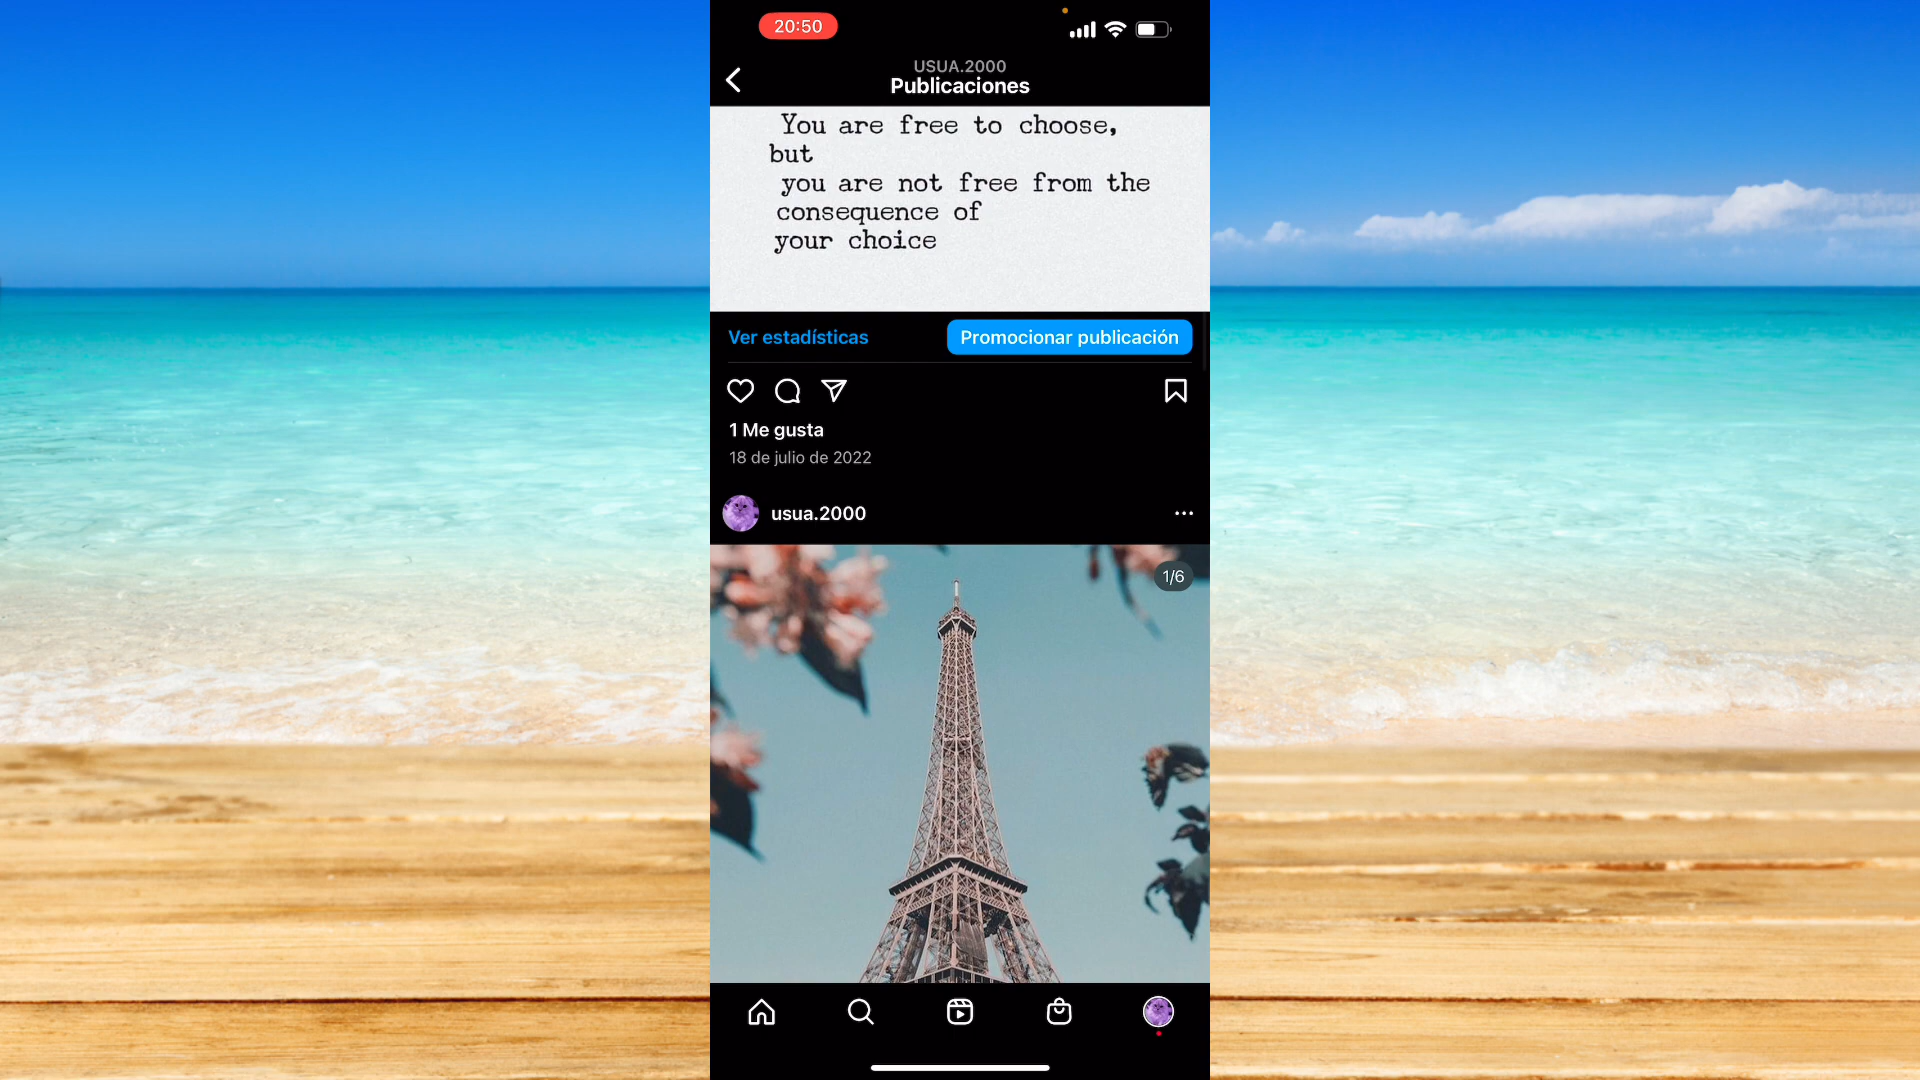 20:50
USUA.2000
Publicaciones
You are free to choose,
but
you are not free from the
consequence of
your choice
Ver estadísticas
Promocionar publicación
1 Me gusta
18 de julio de 2022
usua.2000
1/6